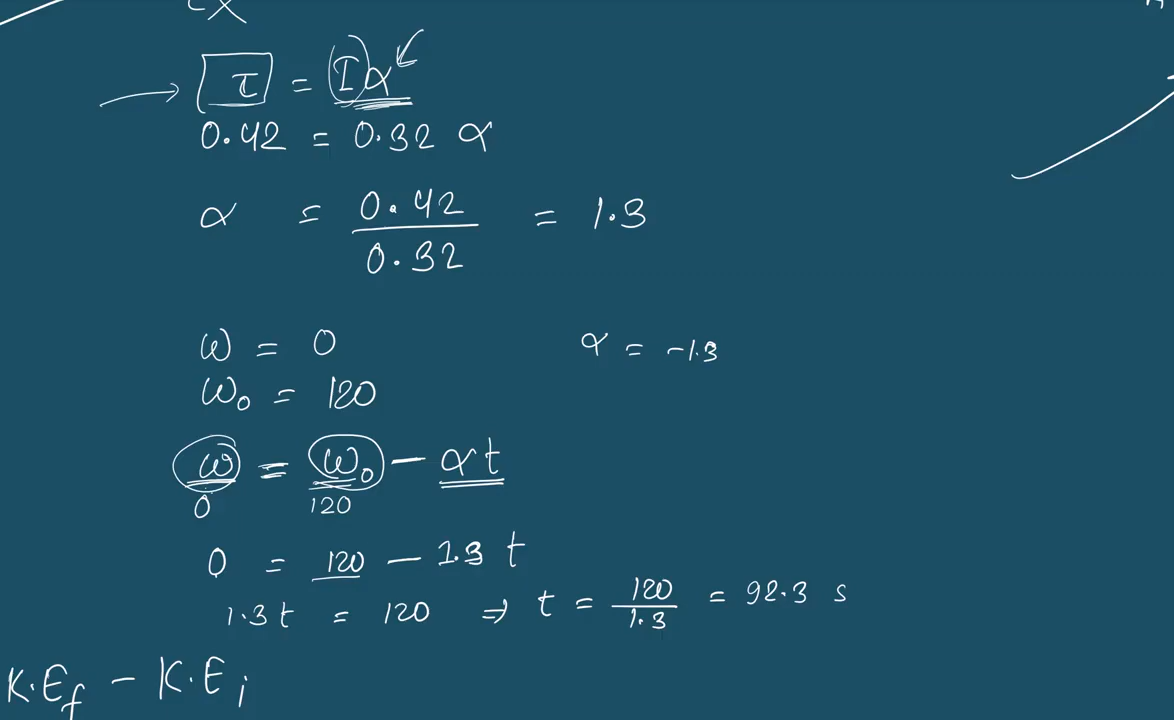 τ = Iα
0.42 = 0.32 α
α = 0.42 / 0.32 = 1.3
ω = 0 α = -1.3
ω₀ = 120
ω = ω₀ - αt
0 120
0 = 120 - 1.3 t
1.3 t = 120 ⇒ t = 120 / 1.3 = 92.3 s
K.E_f - K.E_i